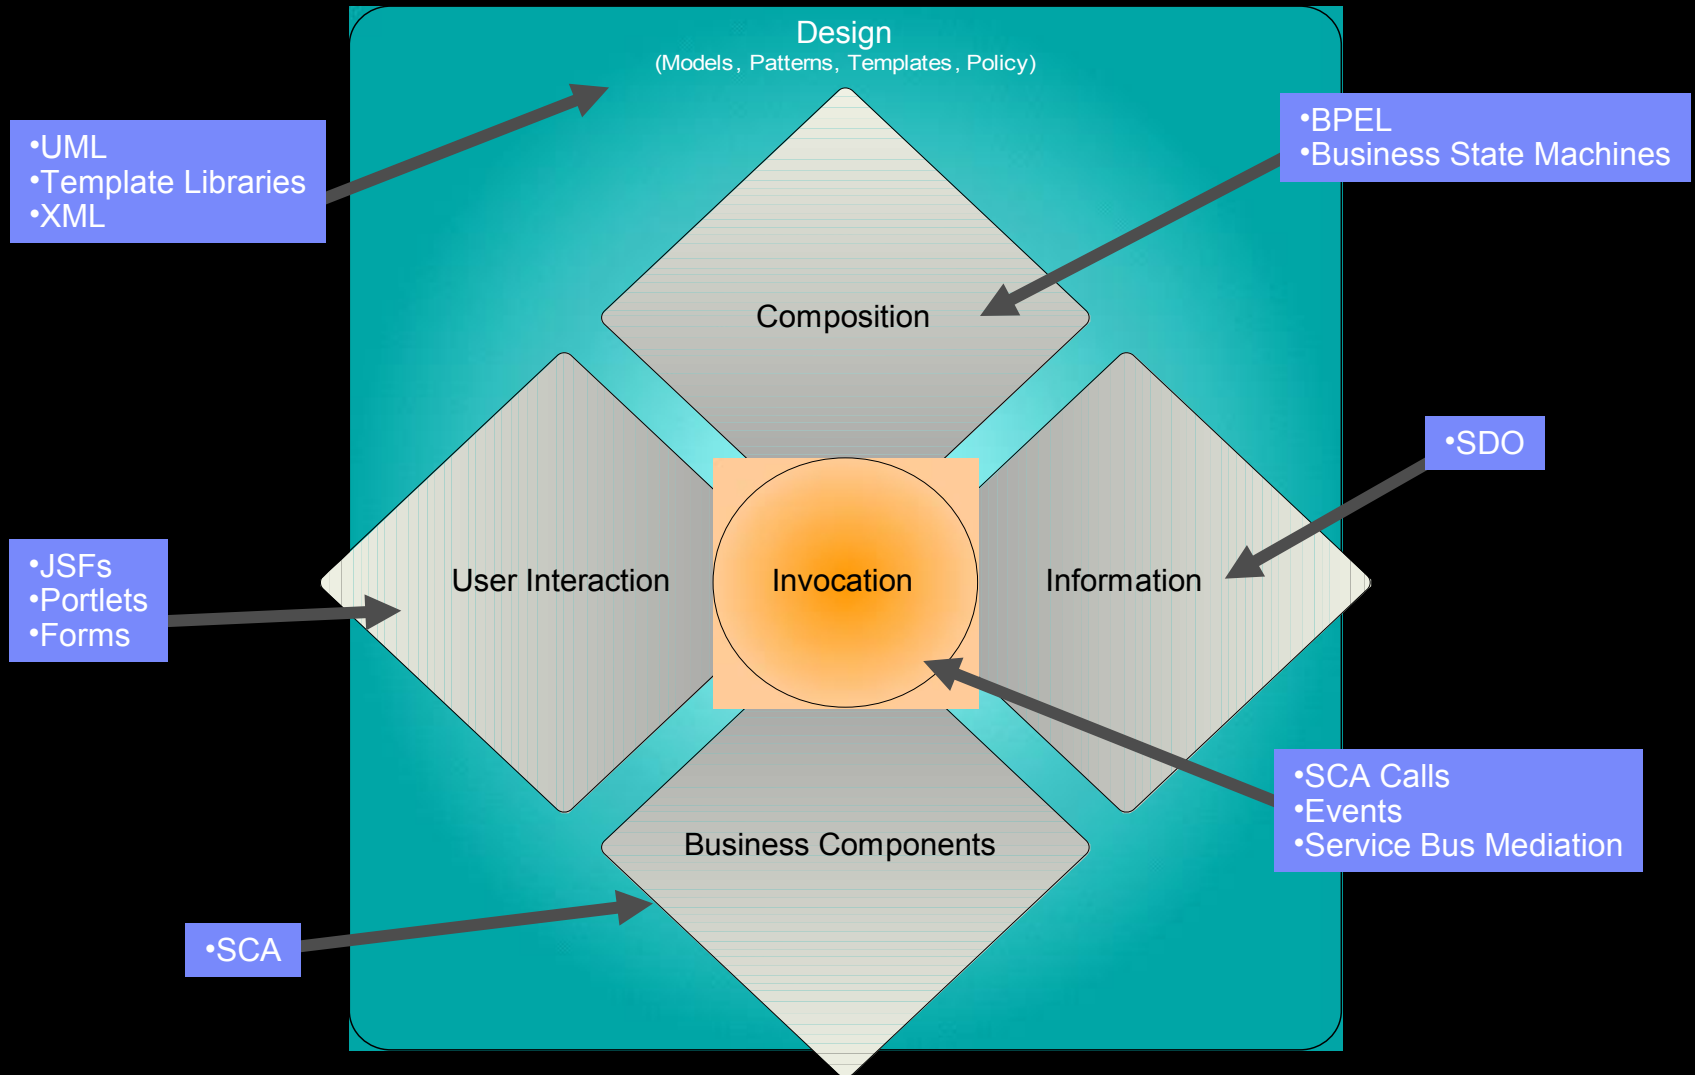 Design
(Models, Patterns, Templates, Policy)
•UML
•Template Libraries
•XML
•BPEL
•Business State Machines
Composition
•SDO
•JSFs
•Portlets
•Forms
User Interaction
Invocation
Information
•SCA Calls
•Events
•Service Bus Mediation
Business Components
•SCA